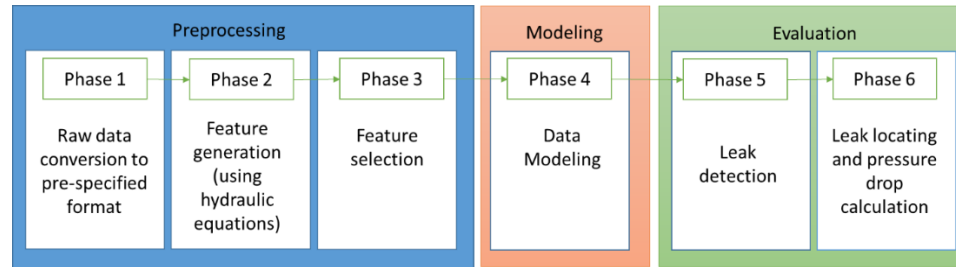 Preprocessing
Phase 1
Raw data
conversion to
pre-specified
format
Phase 2
Feature
generation
(using
hydraulic
equations)
Phase 3
Feature
selection
Modeling
Phase 4
Data
Modeling
Evaluation
Phase 5
Leak
detection
Phase 6
Leak locating
and pressure
drop
calculation